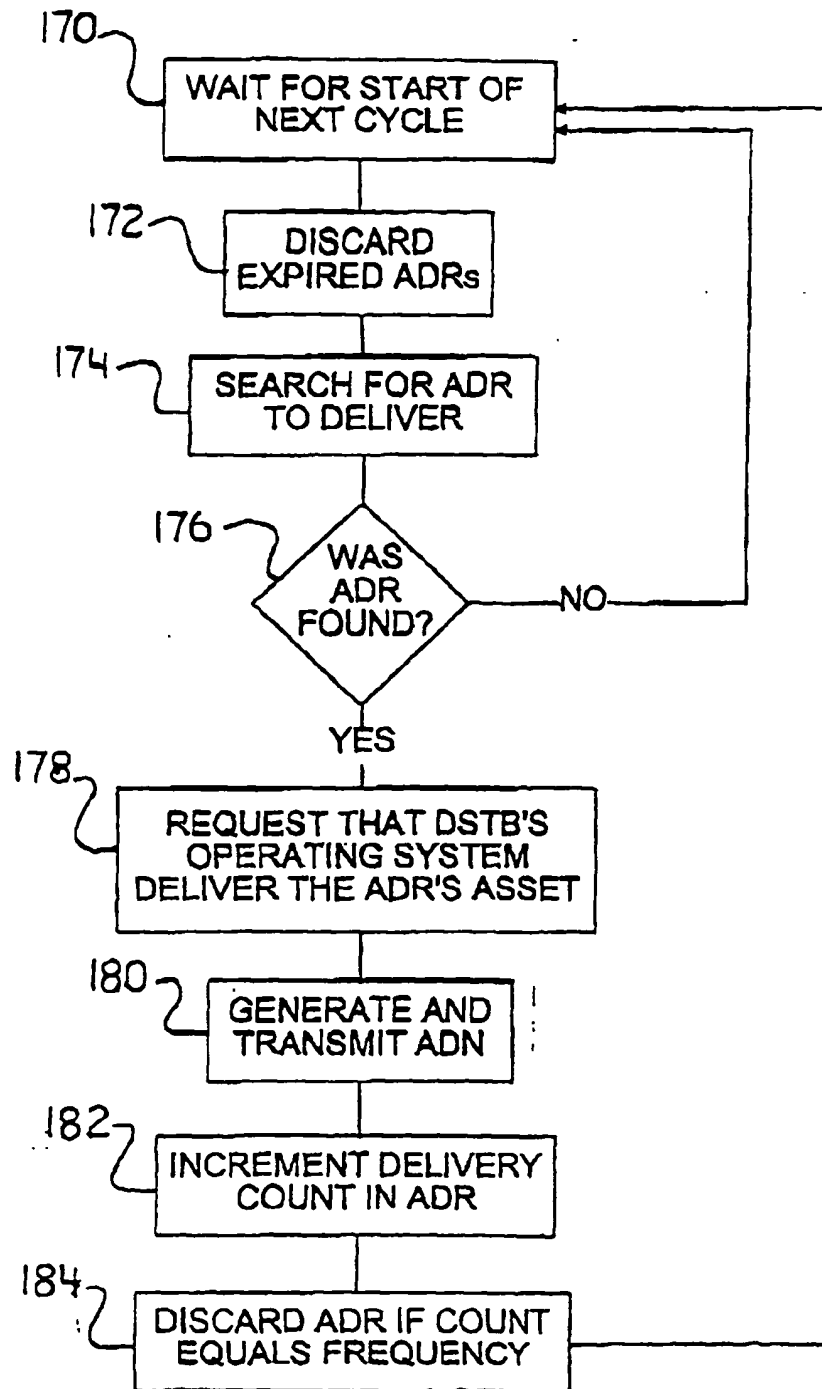 170
WAIT FOR START OF
NEXT CYCLE
172
DISCARD
EXPIRED ADRs
174
SEARCH FOR ADR
TO DELIVER
176
WAS
ADR
FOUND?
NO
YES
178
REQUEST THAT DSTB'S
OPERATING SYSTEM
DELIVER THE ADR'S ASSET
180
GENERATE AND
TRANSMIT ADN
182
INCREMENT DELIVERY
COUNT IN ADR
184
DISCARD ADR IF COUNT
EQUALS FREQUENCY